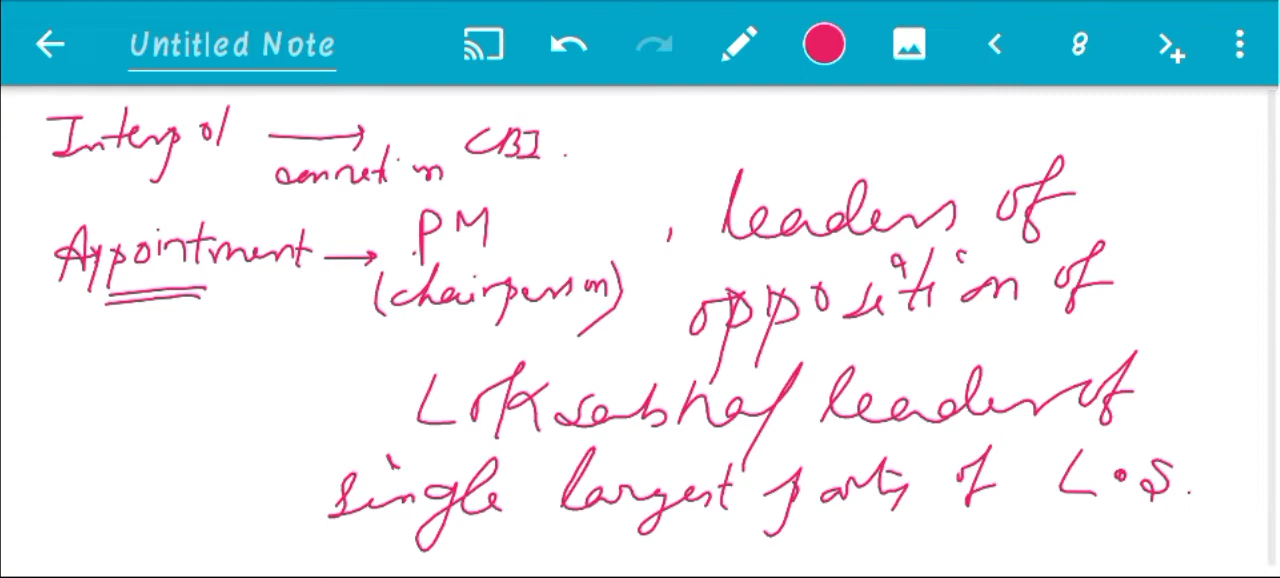 Untitled Note 8
Interpol → CBI.
connection
Appointment → PM , leaders of
(chairperson) opposition of
Loksabha/ leader of
single largest party of L.S.